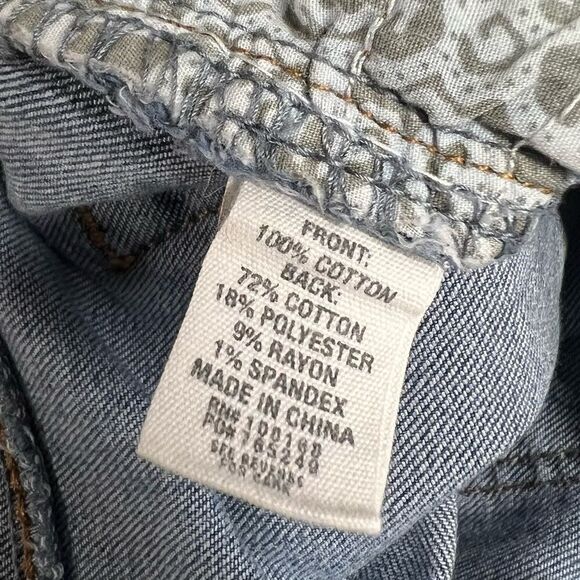 FRONT:
100% COTTON
BACK:
72% COTTON
18% POLYESTER
9% RAYON
1% SPANDEX
MADE IN CHINA
RN#
PO# 165249
SEE REVERSE
FOR CARE